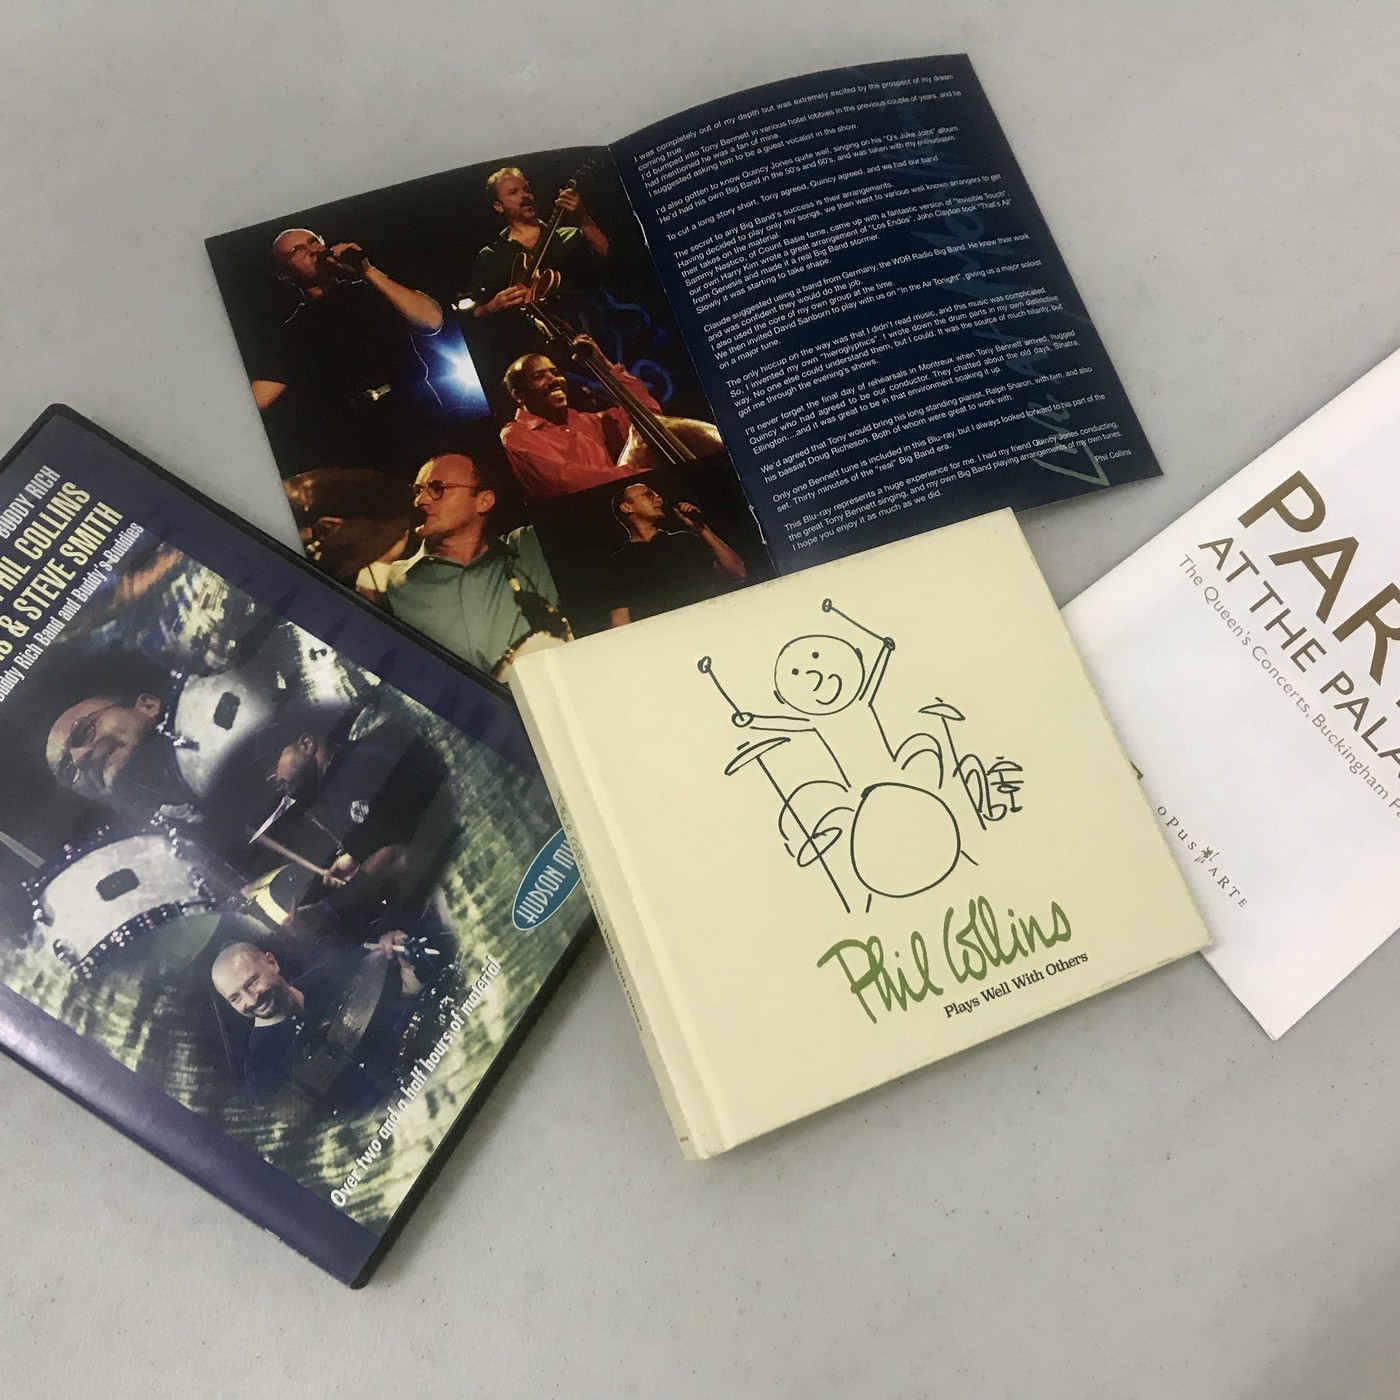 I was completely out of my depth but was extremely excited by the prospect of my dream
coming true.
I'd bumped into Tony Bennett in various hotel lobbies in the previous couple of years, and he
had mentioned he was a fan of mine.
I suggested asking him to be a guest vocalist in the show.
I'd also gotten to know Quincy Jones quite well, singing on his "Q's Juke Joint" album.
He'd had his own Big Band in the 50's and 60's, and was taken with my enthusiasm.
To cut a long story short, Tony agreed, Quincy agreed, and we had our band.
The secret to any Big Band's success is their arrangements.
Having decided to play only my songs, we then went to various well known arrangers to get
their takes on the material.
Sammy Nestico, of Count Basie fame, came up with a fantastic version of "Invisible Touch",
our own Harry Kim wrote a great arrangement of "Los Endos", John Clayton took "That's All"
from Genesis and made it a real Big Band stormer.
Slowly it was starting to take shape.
Claude suggested using a band from Germany, the WDR Radio Big Band. He knew their work
and was confident they would do the job.
I also used the core of my own group at the time.
We then invited David Sanborn to play with us on "In the Air Tonight", giving us a major soloist
on a major tune.
The only hiccup on the way was that I didn't read music, and this music was complicated.
So, I invented my own "hieroglyphics". I wrote down the drum parts in my own distinctive
way. No one else could understand them, but I could. It was the source of much hilarity, but
got me through the evening's shows.
I'll never forget the final day of rehearsals in Montreux when Tony Bennett arrived, hugged
Quincy who had agreed to be our conductor. They chatted about the old days, Sinatra,
Ellington....and it was great to be in that environment soaking it up.
We'd agreed that Tony would bring his long standing pianist, Ralph Sharon, with him, and also
his bassist Doug Richeson. Both of whom were great to work with.
Only one Bennett tune is included in this Blu-ray, but I always looked forward to his part of the
set. Thirty minutes of the "real" Big Band era.
This Blu-ray represents a huge experience for me. I had my friend Quincy Jones conducting,
the great Tony Bennett singing, and my own Big Band playing arrangements of my own tunes.
I hope you enjoy it as much as we did.
Phil Collins
BUDDY RICH
PHIL COLLINS
& STEVE SMITH
Buddy Rich Band and Buddy's Buddies
HUDSON
Over two and a half hours of material
Phil Collins Plays Well With Others
Phil Collins
Plays Well With Others
AT THE
The Queen's Concerts, Buckingham
OPUS ARTE